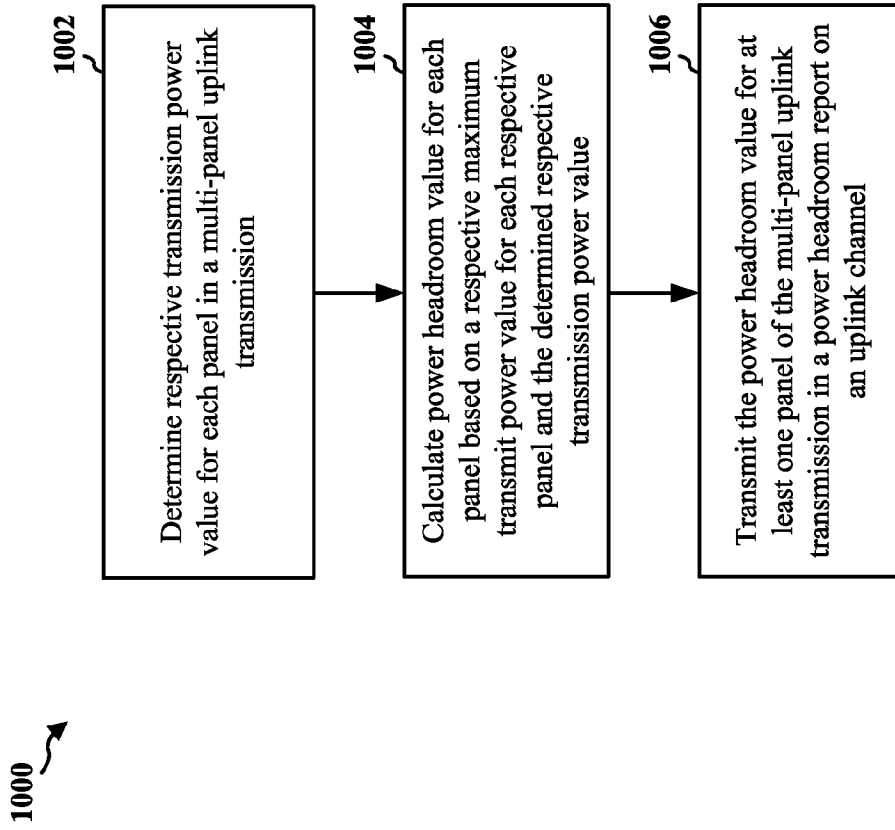 1000
1002
Determine respective transmission power
value for each panel in a multi-panel uplink
transmission
1004
Calculate power headroom value for each
panel based on a respective maximum
transmit power value for each respective
panel and the determined respective
transmission power value
1006
Transmit the power headroom value for at
least one panel of the multi-panel uplink
transmission in a power headroom report on
an uplink channel